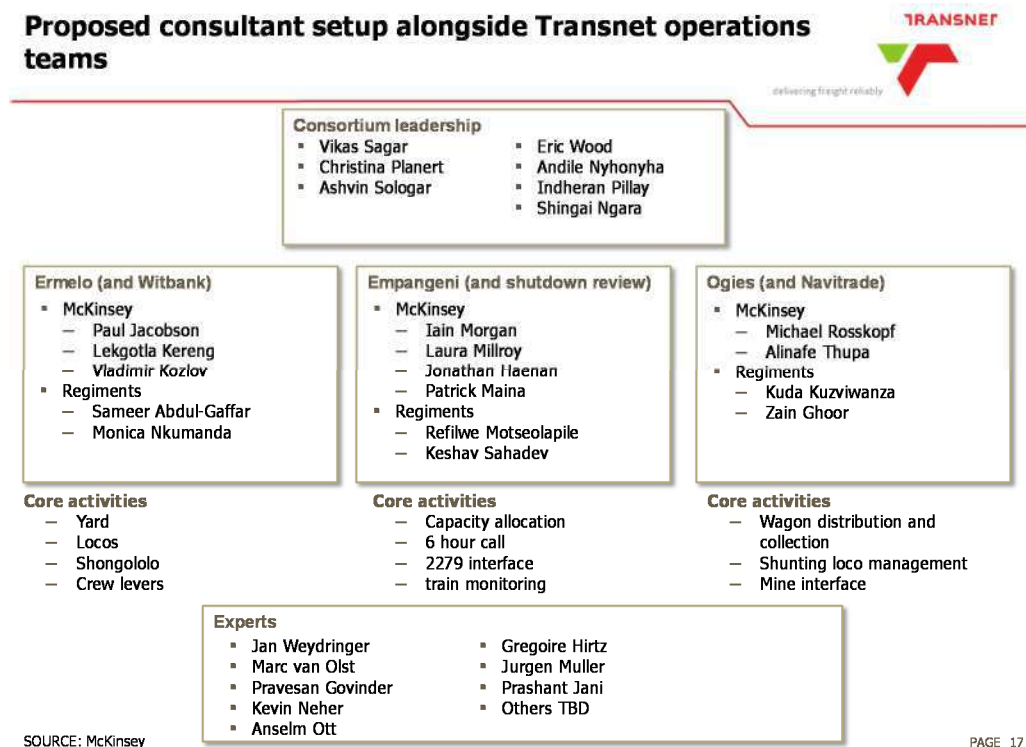 Proposed consultant setup alongside Transnet operations
teams
TRANSNET
delivering freight reliably
Consortium leadership
▪ Vikas Sagar
▪ Christina Planert
▪ Ashvin Sologar
▪ Eric Wood
▪ Andile Nyhonyha
▪ Indheran Pillay
▪ Shingai Ngara
Ermelo (and Witbank)
▪ McKinsey
– Paul Jacobson
– Lekgotla Kereng
– Vladimir Kozlov
▪ Regiments
– Sameer Abdul-Gaffar
– Monica Nkumanda
Empangeni (and shutdown review)
▪ McKinsey
– Iain Morgan
– Laura Millroy
– Jonathan Haenan
– Patrick Maina
▪ Regiments
– Refilwe Motseolapile
– Keshav Sahadev
Ogies (and Navitrade)
▪ McKinsey
– Michael Rosskopf
– Alinafe Thupa
▪ Regiments
– Kuda Kuzviwanza
– Zain Ghoor
Core activities
– Yard
– Locos
– Shongololo
– Crew levers
Core activities
– Capacity allocation
– 6 hour call
– 2279 interface
– train monitoring
Core activities
– Wagon distribution and
collection
– Shunting loco management
– Mine interface
Experts
▪ Jan Weydringer
▪ Marc van Olst
▪ Pravesan Govinder
▪ Kevin Neher
▪ Anselm Ott
▪ Gregoire Hirtz
▪ Jurgen Muller
▪ Prashant Jani
▪ Others TBD
SOURCE: McKinsey
PAGE 17